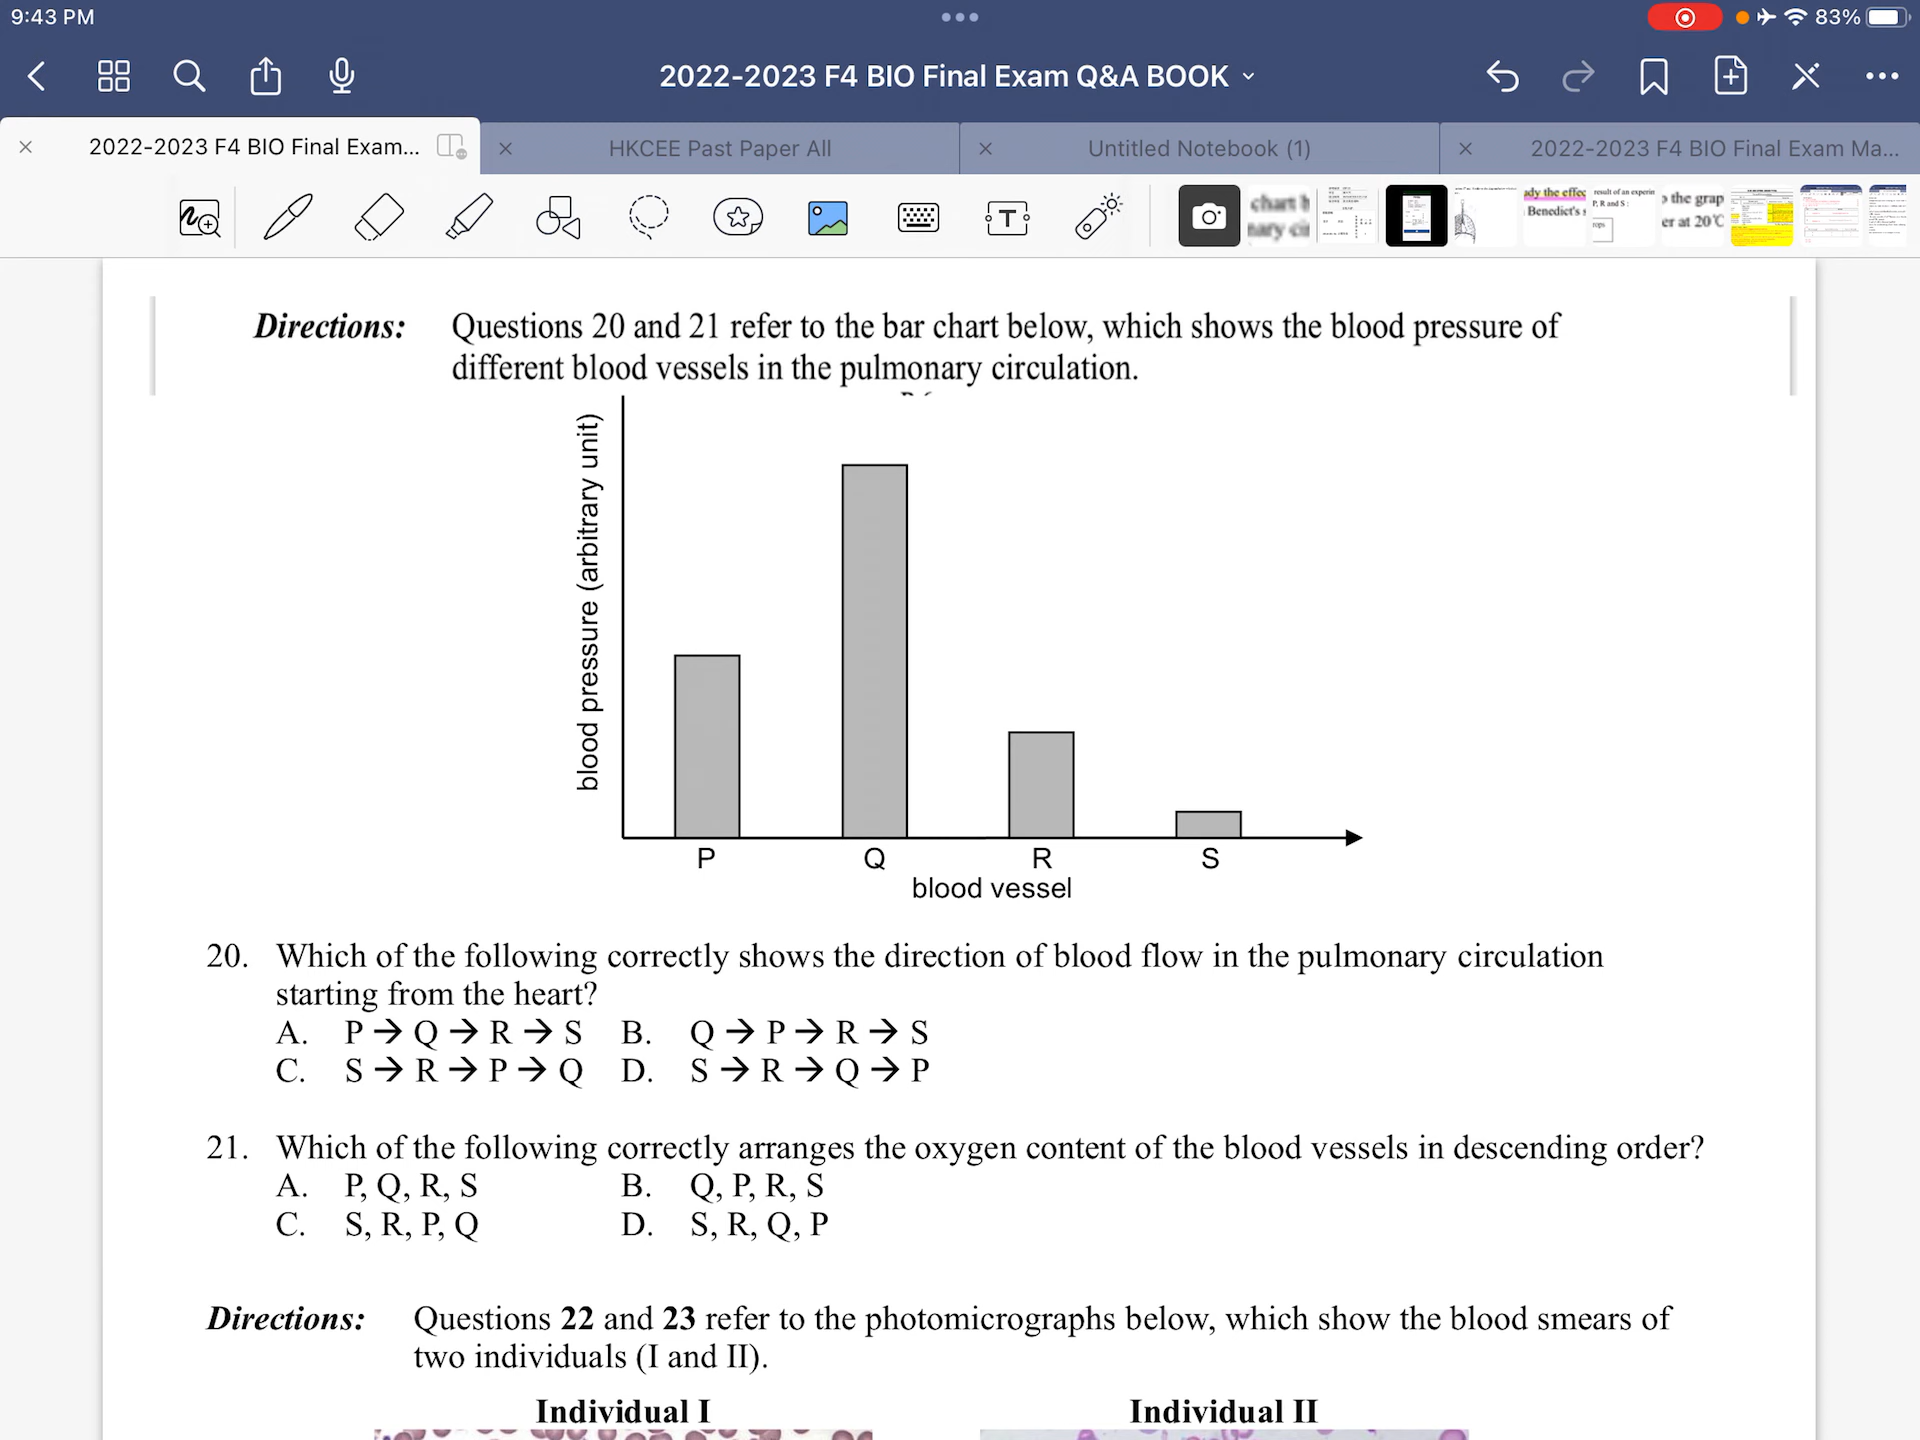 9:43 PM
83%
2022-2023 F4 BIO Final Exam Q&A BOOK
2022-2023 F4 BIO Final Exam...
HKCEE Past Paper All
Untitled Notebook (1)
2022-2023 F4 BIO Final Exam Ma...
Directions: Questions 20 and 21 refer to the bar chart below, which shows the blood pressure of
different blood vessels in the pulmonary circulation.
blood pressure (arbitrary unit)
P Q R S
blood vessel
20. Which of the following correctly shows the direction of blood flow in the pulmonary circulation
starting from the heart?
A. P → Q → R → S B. Q → P → R → S
C. S → R → P → Q D. S → R → Q → P
21. Which of the following correctly arranges the oxygen content of the blood vessels in descending order?
A. P, Q, R, S B. Q, P, R, S
C. S, R, P, Q D. S, R, Q, P
Directions: Questions 22 and 23 refer to the photomicrographs below, which show the blood smears of
two individuals (I and II).
Individual I Individual II